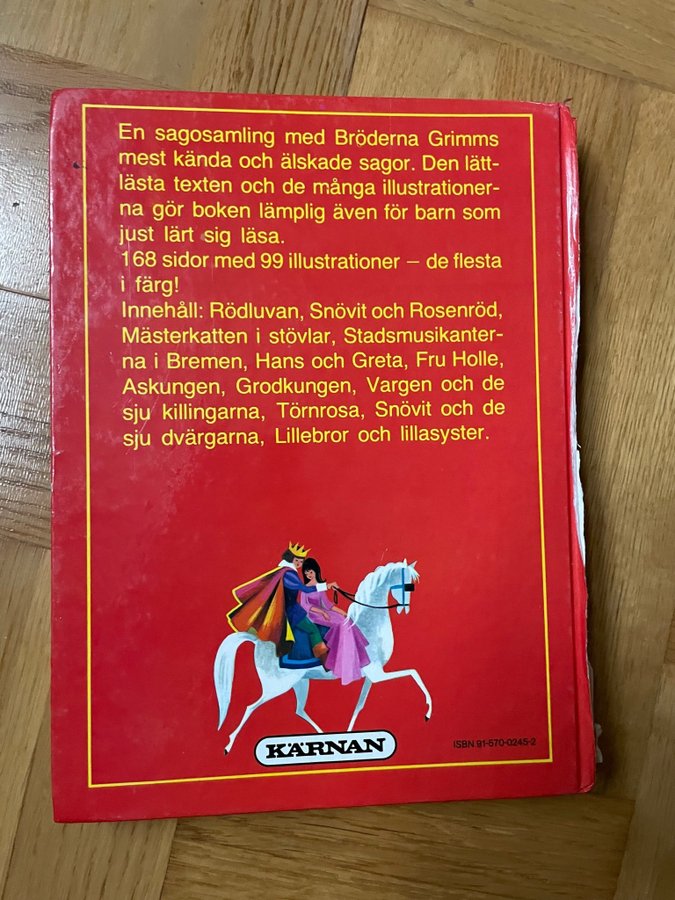 En sagosamling med Bröderna Grimms
mest kända och älskade sagor. Den lätt-
lästa texten och de många illustrationer-
na gör boken lämplig även för barn som
just lärt sig läsa.
168 sidor med 99 illustrationer – de flesta
i färg!
Innehåll: Rödluvan, Snövit och Rosenröd,
Mästerkatten i stövlar, Stadsmusikanter-
na i Bremen, Hans och Greta, Fru Holle,
Askungen, Grodkungen, Vargen och de
sju killingarna, Törnrosa, Snövit och de
sju dvärgarna, Lillebror och lillasyster.
KÄRNAN
ISBN 91-570-0245-2